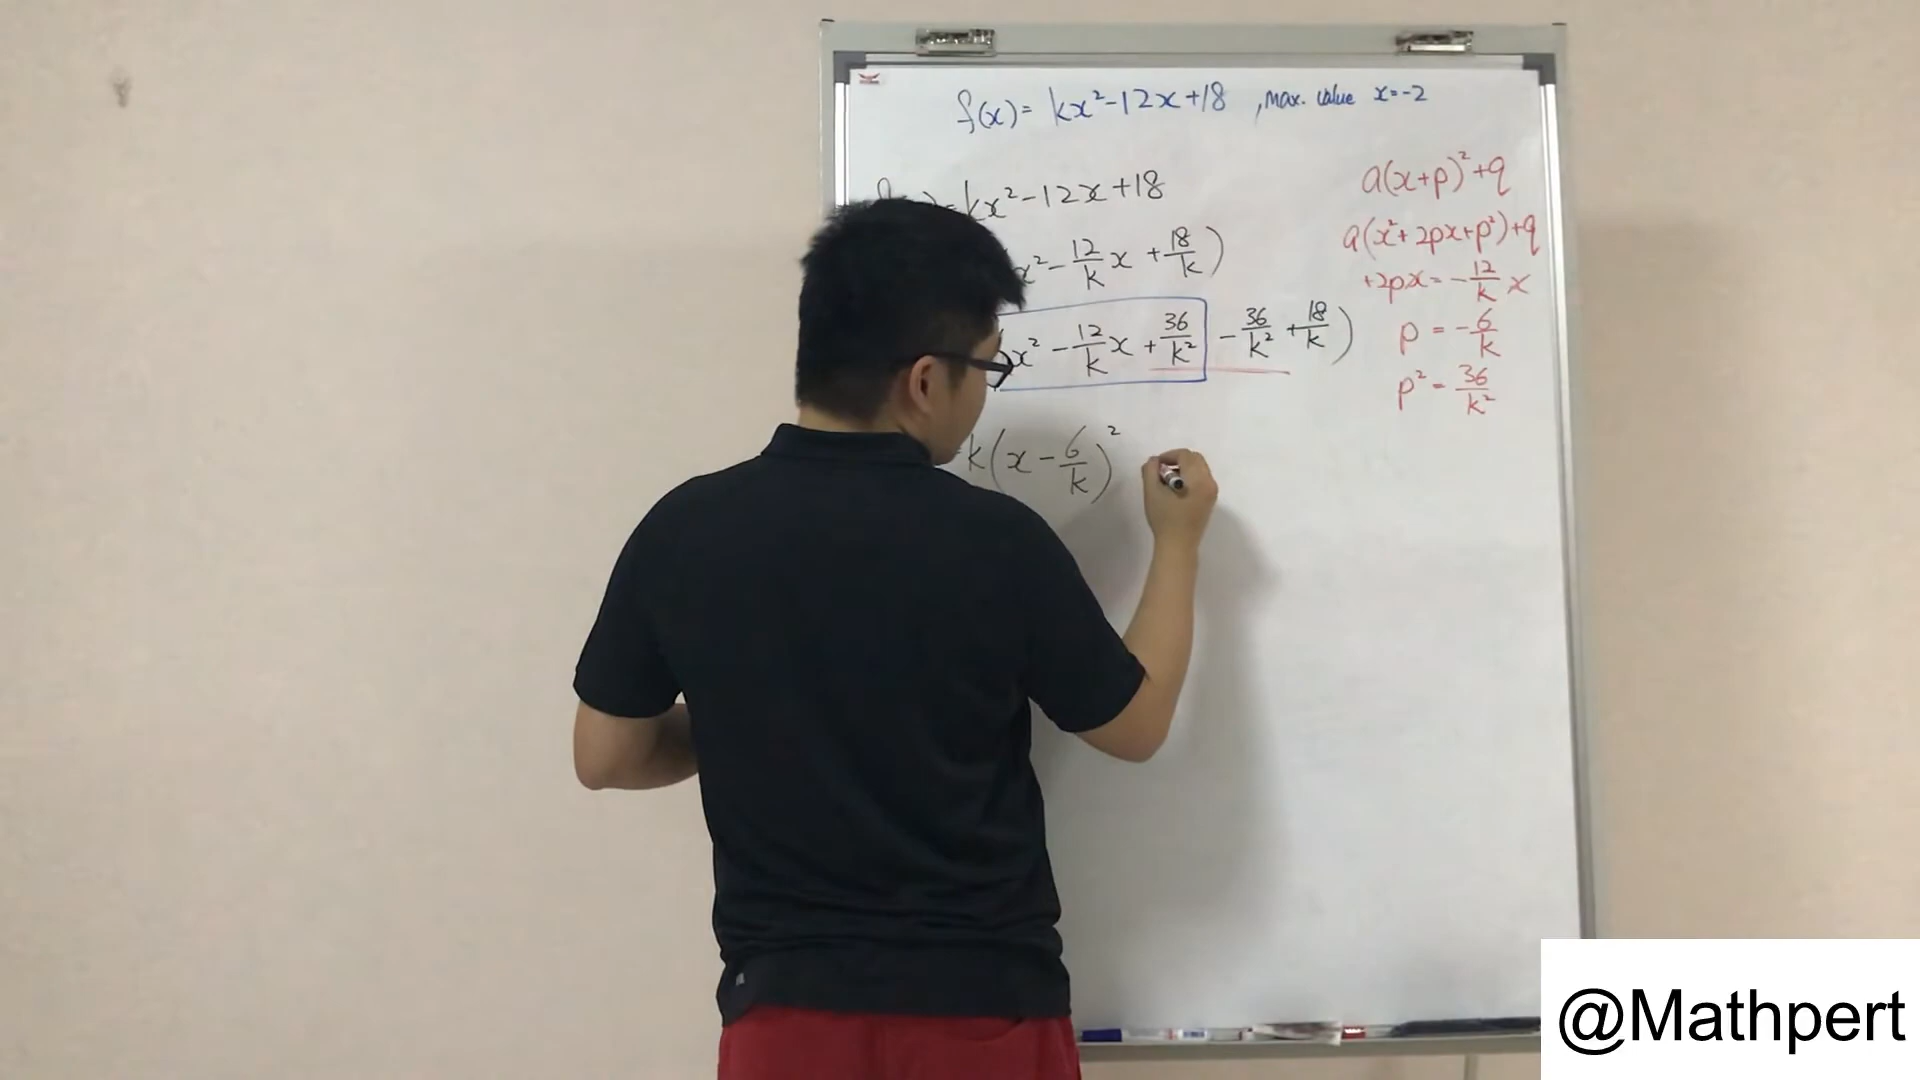 f(x) = kx² - 12x + 18 , max. value x = -2
= kx² - 12x + 18
x² - 12/k x + 18/k )
x² - 12/k x + 36/k² - 36/k² + 18/k )
= k(x - 6/k)²
a(x+p)² + q
a(x² + 2px + p²) + q
+2px = - 12/k x
p = - 6/k
p² = 36/k²
@Mathpert